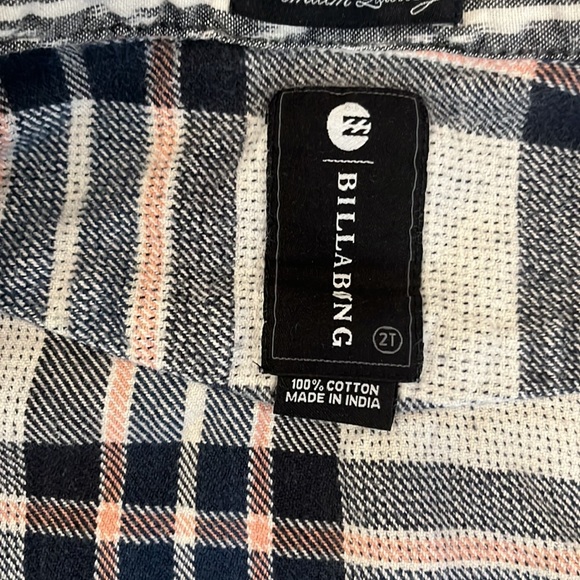 BILLABONG
2T
100% COTTON
MADE IN INDIA